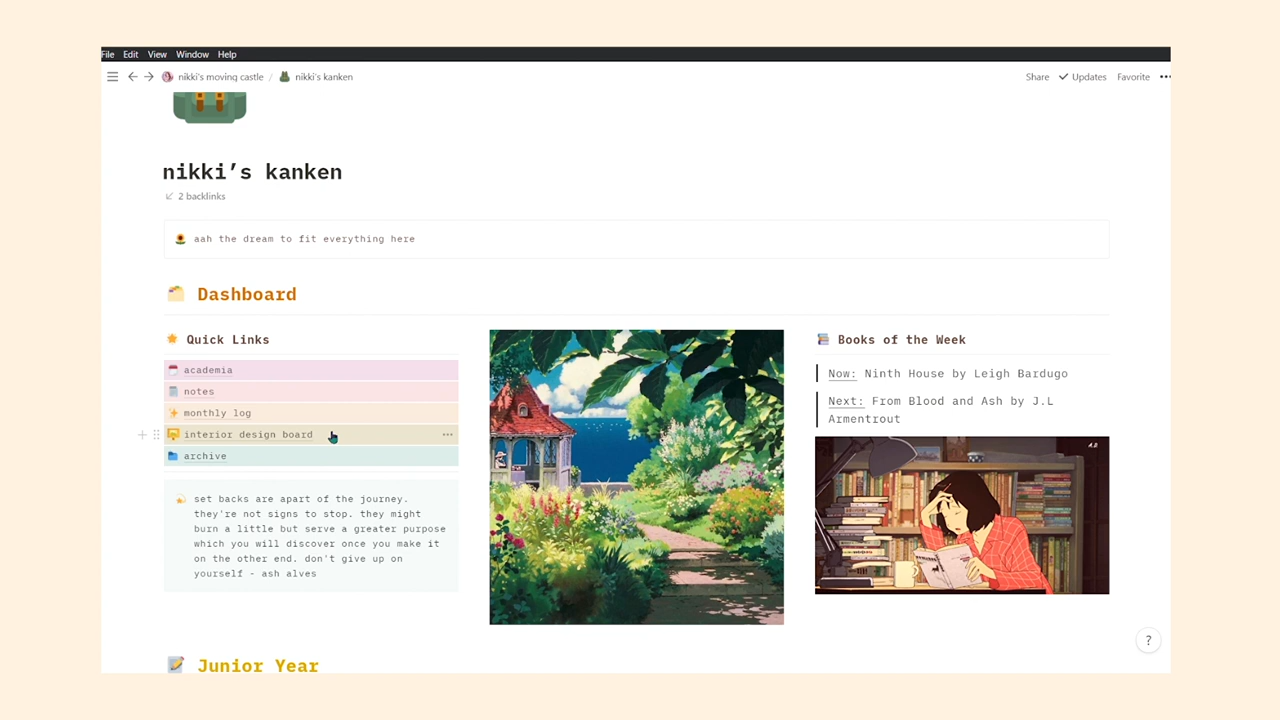 File Edit View Window Help
nikki's moving castle / nikki's kanken
Share Updates Favorite
nikki’s kanken
2 backlinks
aah the dream to fit everything here
Dashboard
Quick Links
academia
notes
monthly log
interior design board
archive
set backs are apart of the journey.
they're not signs to stop. they might
burn a little but serve a greater purpose
which you will discover once you make it
on the other end. don't give up on
yourself - ash alves
Books of the Week
Now: Ninth House by Leigh Bardugo
Next: From Blood and Ash by J.L
Armentrout
?
Junior Year